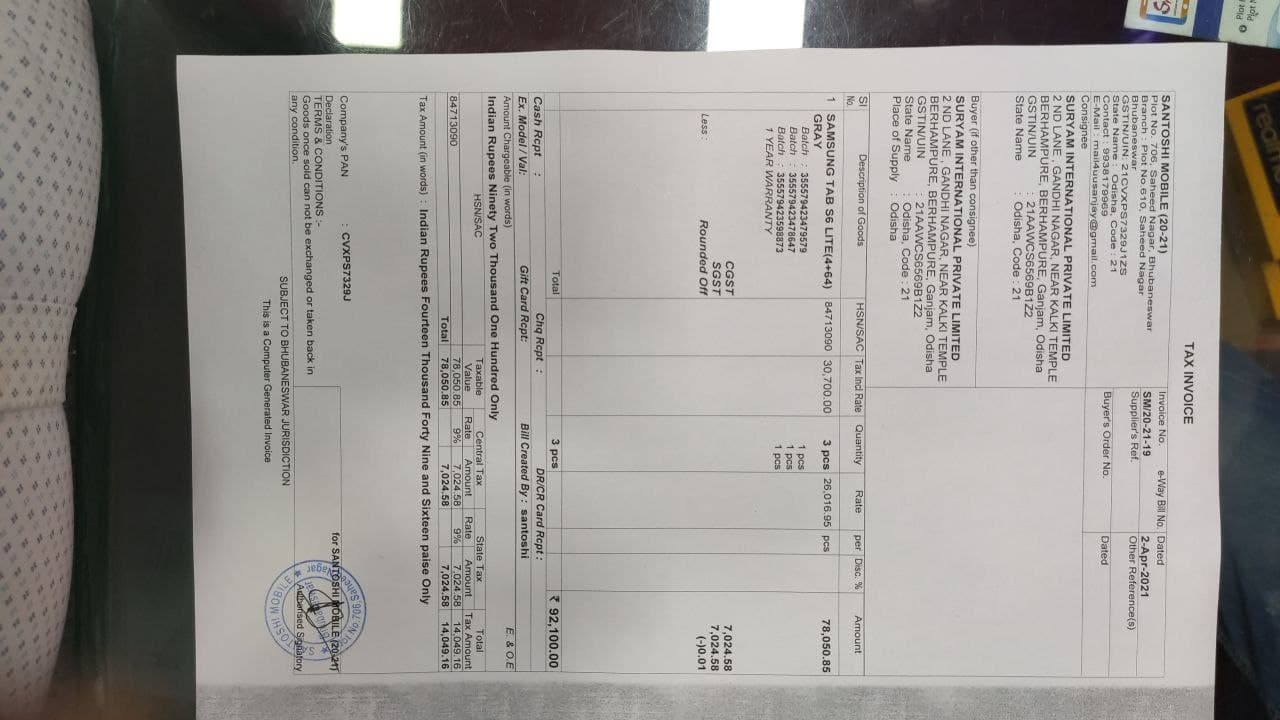 realme
TAX INVOICE
SANTOSHI MOBILE (20-21)
Plot No. 706, Saheed Nagar, Bhubaneswar
Branch : Plot No.610, Saheed Nagar
Bhubaneswar
GSTIN/UIN: 21CVXPS7329J1ZS
State Name : Odisha, Code : 21
Contact : 9938179969
E-Mail : mail4uusanjay@gmail.com
Invoice No. e-Way Bill No. Dated
SM/20-21-19 2-Apr-2021
Supplier's Ref. Other Reference(s)
Buyer's Order No. Dated
Consignee
SURYAM INTERNATIONAL PRIVATE LIMITED
2 ND LANE , GANDHI NAGAR, NEAR KALKI TEMPLE
BERHAMPURE, BERHAMPURE, Ganjam, Odisha
GSTIN/UIN : 21AAWCS6569B1Z2
State Name : Odisha, Code : 21
Buyer (if other than consignee)
SURYAM INTERNATIONAL PRIVATE LIMITED
2 ND LANE , GANDHI NAGAR, NEAR KALKI TEMPLE
BERHAMPURE, BERHAMPURE, Ganjam, Odisha
GSTIN/UIN : 21AAWCS6569B1Z2
State Name : Odisha, Code : 21
Place of Supply : Odisha
Sl No. Description of Goods HSN/SAC Tax Incl Rate Quantity Rate per Disc. % Amount
1 SAMSUNG TAB S6 LITE(4+64) 84713090 30,700.00 3 pcs 26,016.95 pcs 78,050.85
GRAY
Batch : 355579423479579 1 pcs
Batch : 355579423478647 1 pcs
Batch : 355579423598873 1 pcs
1 YEAR WARRANTY
CGST 7,024.58
SGST 7,024.58
Less : Rounded Off (-)0.01
Total 3 pcs ₹ 92,100.00
Cash Rcpt : Chq Rcpt : DR/CR Card Rcpt :
Ex. Model / Val: Gift Card Rcpt: Bill Created By : santoshi
Amount Chargeable (in words) E. & O.E
Indian Rupees Ninety Two Thousand One Hundred Only
HSN/SAC Taxable Value Central Tax Rate Amount State Tax Rate Amount Total Tax Amount
84713090 78,050.85 9% 7,024.58 9% 7,024.58 14,049.16
Total 78,050.85 7,024.58 7,024.58 14,049.16
Tax Amount (in words) : Indian Rupees Fourteen Thousand Forty Nine and Sixteen paise Only
Company's PAN : CVXPS7329J
Declaration
TERMS & CONDITIONS :-
Goods once sold can not be exchanged or taken back in
any condition.
for SANTOSHI MOBILE (20-21)
Authorised Signatory
SANTOSHI MOBILE ★ Plot No.706, Saheed Nagar ★
Bhubaneswar
SUBJECT TO BHUBANESWAR JURISDICTION
This is a Computer Generated Invoice